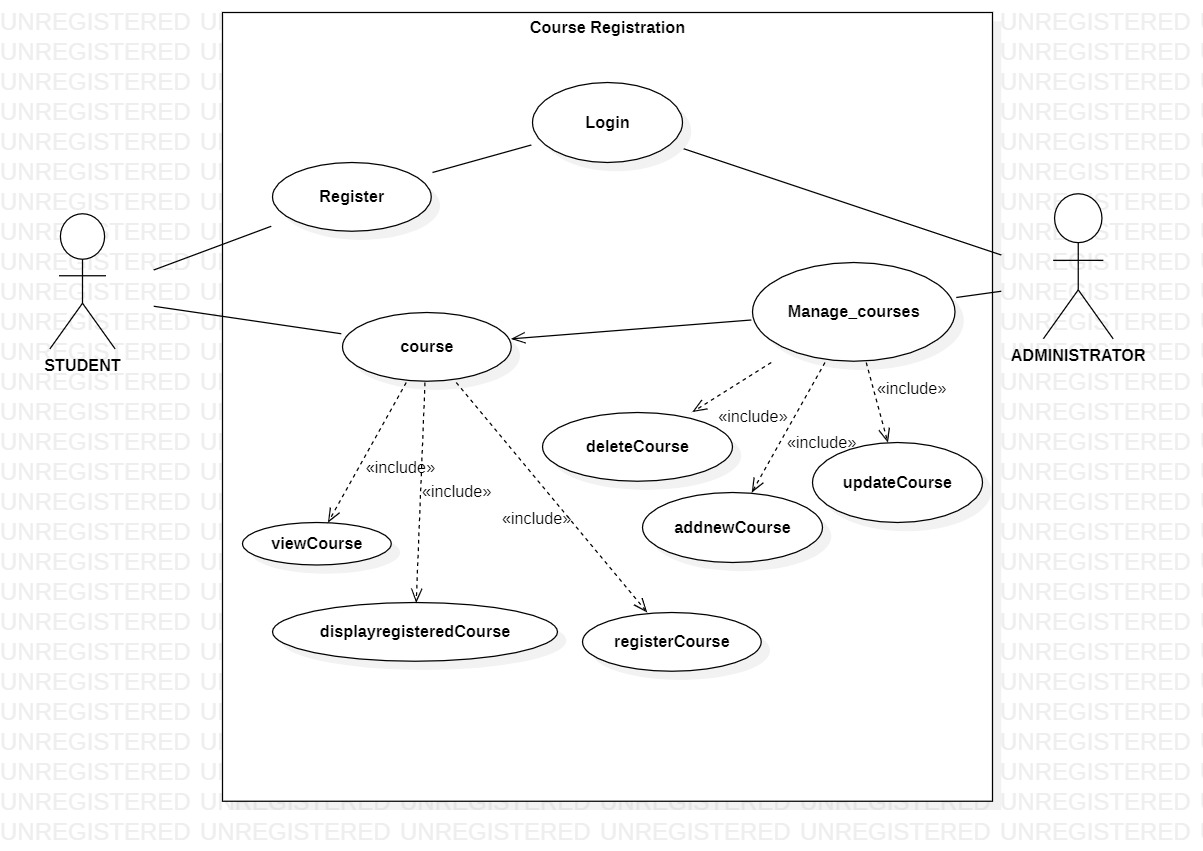 Course Registration
Login
Register
STUDENT
Manage_courses
course
ADMINISTRATOR
«include»
«include»
deleteCourse
«include»
«include»
updateCourse
«include»
«include»
addnewCourse
viewCourse
displayregisteredCourse
registerCourse
UNREGISTERED UNREGISTERED UNREGISTERED UNREGISTERED UNREGISTERED UNREGISTERED